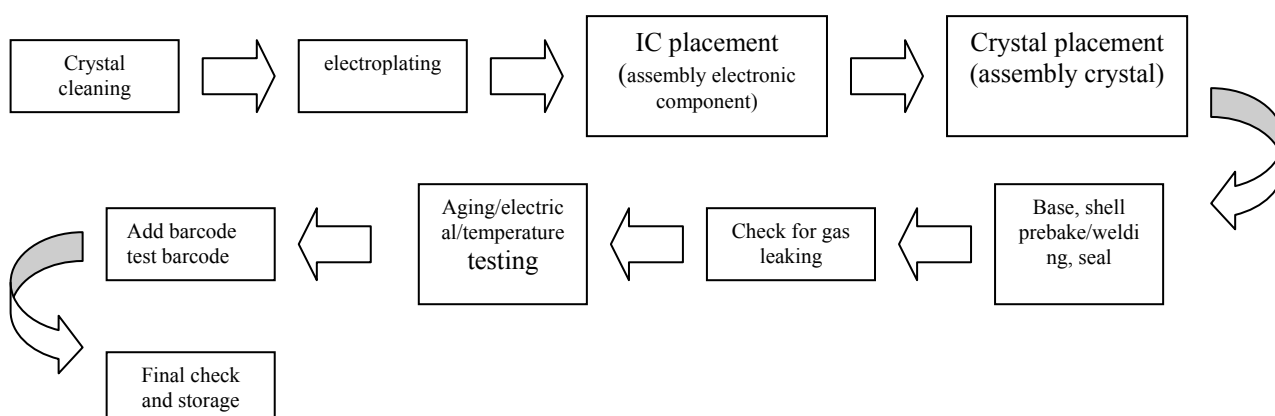 Crystal
cleaning
electroplating
IC placement
(assembly electronic
component)
Crystal placement
(assembly crystal)
Base, shell
prebake/weldi
ng, seal
Check for gas
leaking
Aging/electric
al/temperature
testing
Add barcode
test barcode
Final check
and storage